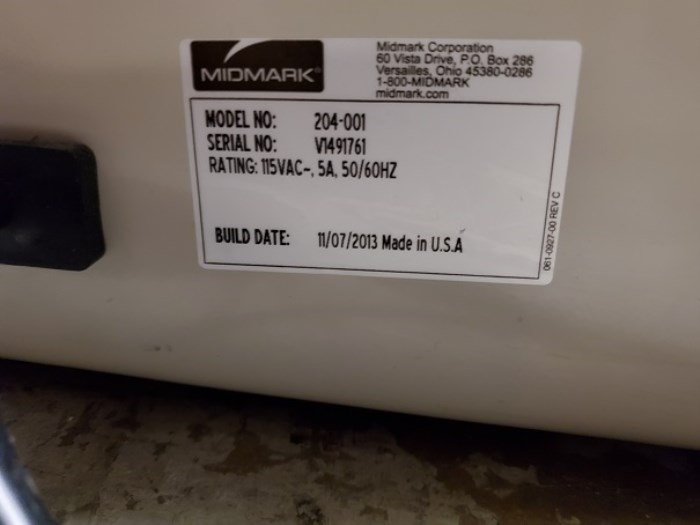 MIDMARK®
Midmark Corporation
60 Vista Drive, P.O. Box 286
Versailles, Ohio 45380-0286
1-800-MIDMARK
midmark.com
MODEL NO: 204-001
SERIAL NO: V1491761
RATING: 115VAC~, 5A, 50/60HZ
BUILD DATE: 11/07/2013 Made in U.S.A
061-0927-00 REV C